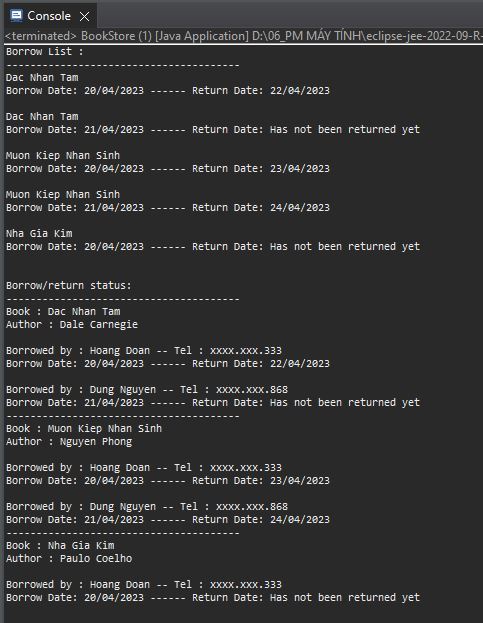 Console
<terminated> BookStore (1) [Java Application] D:\06_PM MÁY TÍNH\eclipse-jee-2022-09-R-
Borrow List :
---------------------------------------
Dac Nhan Tam
Borrow Date: 20/04/2023 ------ Return Date: 22/04/2023
Dac Nhan Tam
Borrow Date: 21/04/2023 ------ Return Date: Has not been returned yet
Muon Kiep Nhan Sinh
Borrow Date: 20/04/2023 ------ Return Date: 23/04/2023
Muon Kiep Nhan Sinh
Borrow Date: 21/04/2023 ------ Return Date: 24/04/2023
Nha Gia Kim
Borrow Date: 20/04/2023 ------ Return Date: Has not been returned yet
Borrow/return status:
---------------------------------------
Book : Dac Nhan Tam
Author : Dale Carnegie
Borrowed by : Hoang Doan -- Tel : xxxx.xxx.333
Borrow Date: 20/04/2023 ------ Return Date: 22/04/2023
Borrowed by : Dung Nguyen -- Tel : xxxx.xxx.868
Borrow Date: 21/04/2023 ------ Return Date: Has not been returned yet
---------------------------------------
Book : Muon Kiep Nhan Sinh
Author : Nguyen Phong
Borrowed by : Hoang Doan -- Tel : xxxx.xxx.333
Borrow Date: 20/04/2023 ------ Return Date: 23/04/2023
Borrowed by : Dung Nguyen -- Tel : xxxx.xxx.868
Borrow Date: 21/04/2023 ------ Return Date: 24/04/2023
---------------------------------------
Book : Nha Gia Kim
Author : Paulo Coelho
Borrowed by : Hoang Doan -- Tel : xxxx.xxx.333
Borrow Date: 20/04/2023 ------ Return Date: Has not been returned yet